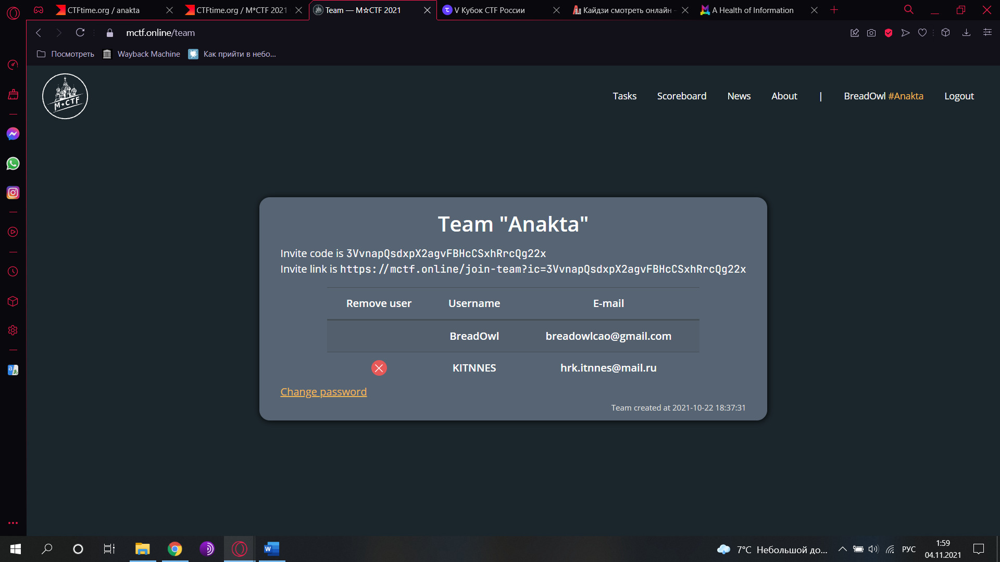 CTFtime.org / anakta
CTFtime.org / M*CTF 2021
Team — M☆CTF 2021
V Кубок CTF России
Кайдзи смотреть онлайн -
A Health of Information
mctf.online/team
Посмотреть
Wayback Machine
Как прийти в небо...
M★CTF
Tasks
Scoreboard
News
About
|
BreadOwl #Anakta
Logout
Team "Anakta"
Invite code is 3VvnapQsdxpX2agvFBHcCSxhRrcQg22x
Invite link is https://mctf.online/join-team?ic=3VvnapQsdxpX2agvFBHcCSxhRrcQg22x
Remove user Username E-mail
BreadOwl breadowlcao@gmail.com
KITNNES hrk.itnnes@mail.ru
Change password
Team created at 2021-10-22 18:37:31
7°C Небольшой до...
РУС
1:59
04.11.2021